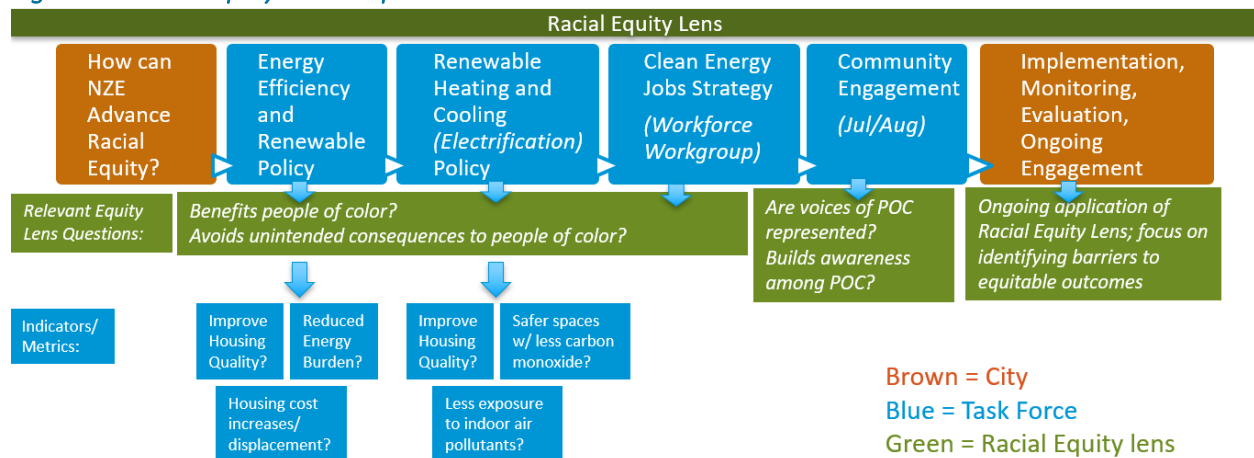 Racial Equity Lens
How can
NZE
Advance
Racial
Equity?
Energy
Efficiency
and
Renewable
Policy
Renewable
Heating and
Cooling
(Electrification)
Policy
Clean Energy
Jobs Strategy
(Workforce
Workgroup)
Community
Engagement
(Jul/Aug)
Implementation,
Monitoring,
Evaluation,
Ongoing
Engagement
Relevant Equity
Lens Questions:
Benefits people of color?
Avoids unintended consequences to people of color?
Are voices of POC
represented?
Builds awareness
among POC?
Ongoing application of
Racial Equity Lens; focus on
identifying barriers to
equitable outcomes
Indicators/
Metrics:
Improve
Housing
Quality?
Reduced
Energy
Burden?
Improve
Housing
Quality?
Safer spaces
w/ less carbon
monoxide?
Housing cost
increases/
displacement?
Less exposure
to indoor air
pollutants?
Brown = City
Blue = Task Force
Green = Racial Equity lens